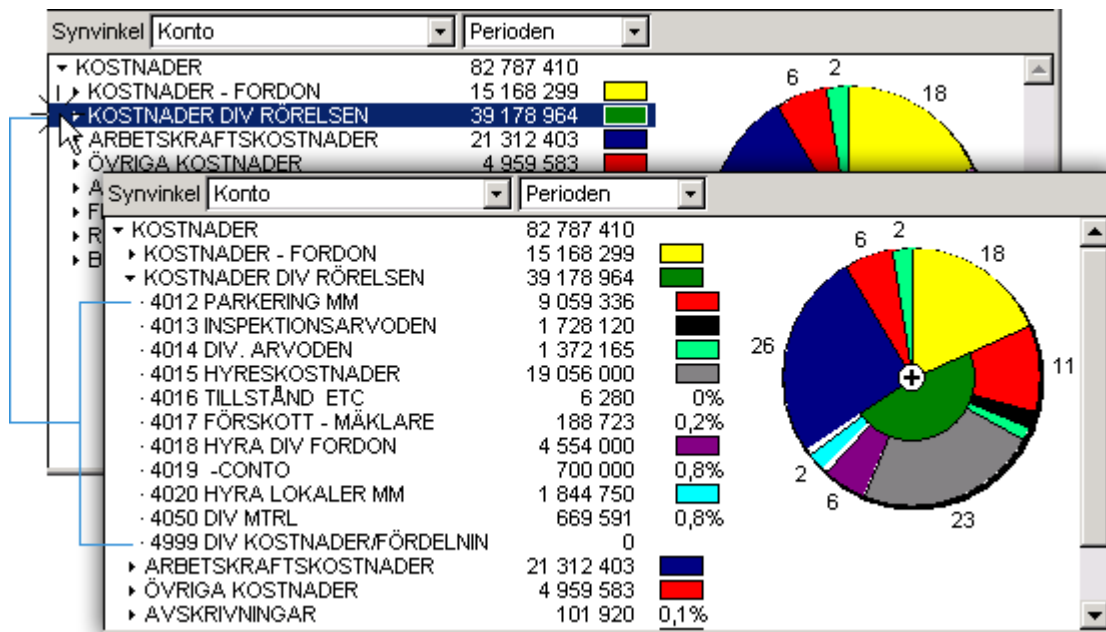 Synvinkel Konto Perioden
KOSTNADER 82 787 410
KOSTNADER - FORDON 15 168 299
KOSTNADER DIV RÖRELSEN 39 178 964
ARBETSKRAFTSKOSTNADER 21 312 403
ÖVRIGA KOSTNADER 4 959 583
A
F
R
B
6 2
18
Synvinkel Konto Perioden
KOSTNADER 82 787 410
KOSTNADER - FORDON 15 168 299
KOSTNADER DIV RÖRELSEN 39 178 964
· 4012 PARKERING MM 9 059 336
· 4013 INSPEKTIONSARVODEN 1 728 120
· 4014 DIV. ARVODEN 1 372 165
· 4015 HYRESKOSTNADER 19 056 000
· 4016 TILLSTÅND ETC 6 280 0%
· 4017 FÖRSKOTT - MÄKLARE 188 723 0,2%
· 4018 HYRA DIV FORDON 4 554 000
· 4019 -CONTO 700 000 0,8%
· 4020 HYRA LOKALER MM 1 844 750
· 4050 DIV MTRL 669 591 0,8%
· 4999 DIV KOSTNADER/FÖRDELNIN 0
ARBETSKRAFTSKOSTNADER 21 312 403
ÖVRIGA KOSTNADER 4 959 583
AVSKRIVNINGAR 101 920 0,1%
6 2
18
26
11
2
6
23